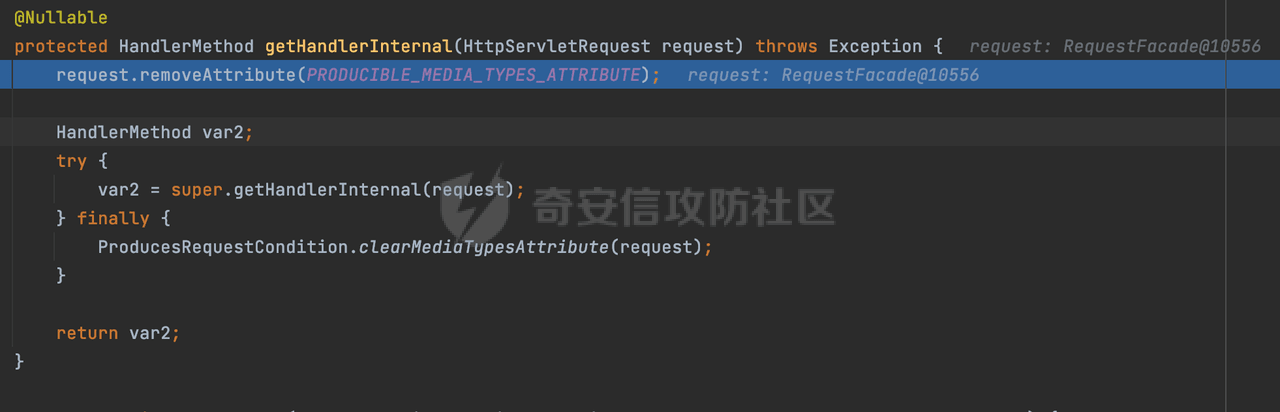 @Nullable
protected HandlerMethod getHandlerInternal(HttpServletRequest request) throws Exception {   request: RequestFacade@10556
    request.removeAttribute(PRODUCIBLE_MEDIA_TYPES_ATTRIBUTE);   request: RequestFacade@10556
    HandlerMethod var2;
    try {
        var2 = super.getHandlerInternal(request);
奇安信攻防社区
    } finally {
        ProducesRequestCondition.clearMediaTypesAttribute(request);
    }
    return var2;
}